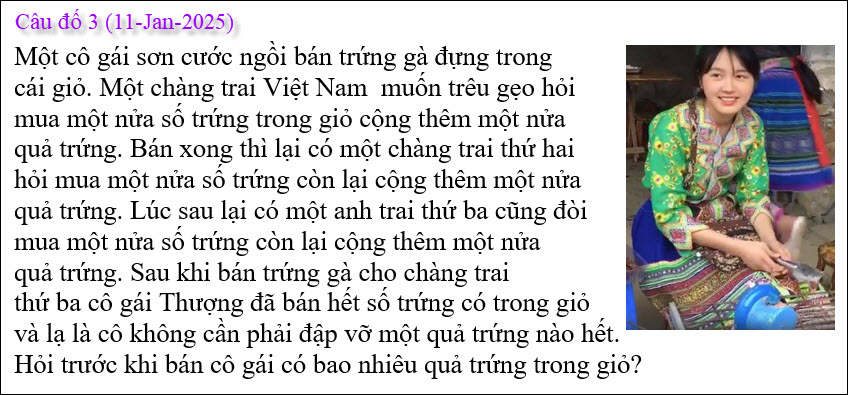 Câu đố 3 (11-Jan-2025)
Một cô gái sơn cước ngồi bán trứng gà đựng trong
cái giỏ. Một chàng trai Việt Nam muốn trêu gẹo hỏi
mua một nửa số trứng trong giỏ cộng thêm một nửa
quả trứng. Bán xong thì lại có một chàng trai thứ hai
hỏi mua một nửa số trứng còn lại cộng thêm một nửa
quả trứng. Lúc sau lại có một anh trai thứ ba cũng đòi
mua một nửa số trứng còn lại cộng thêm một nửa
quả trứng. Sau khi bán trứng gà cho chàng trai
thứ ba cô gái Thượng đã bán hết số trứng có trong giỏ
và lạ là cô không cần phải đập vỡ một quả trứng nào hết.
Hỏi trước khi bán cô gái có bao nhiêu quả trứng trong giỏ?